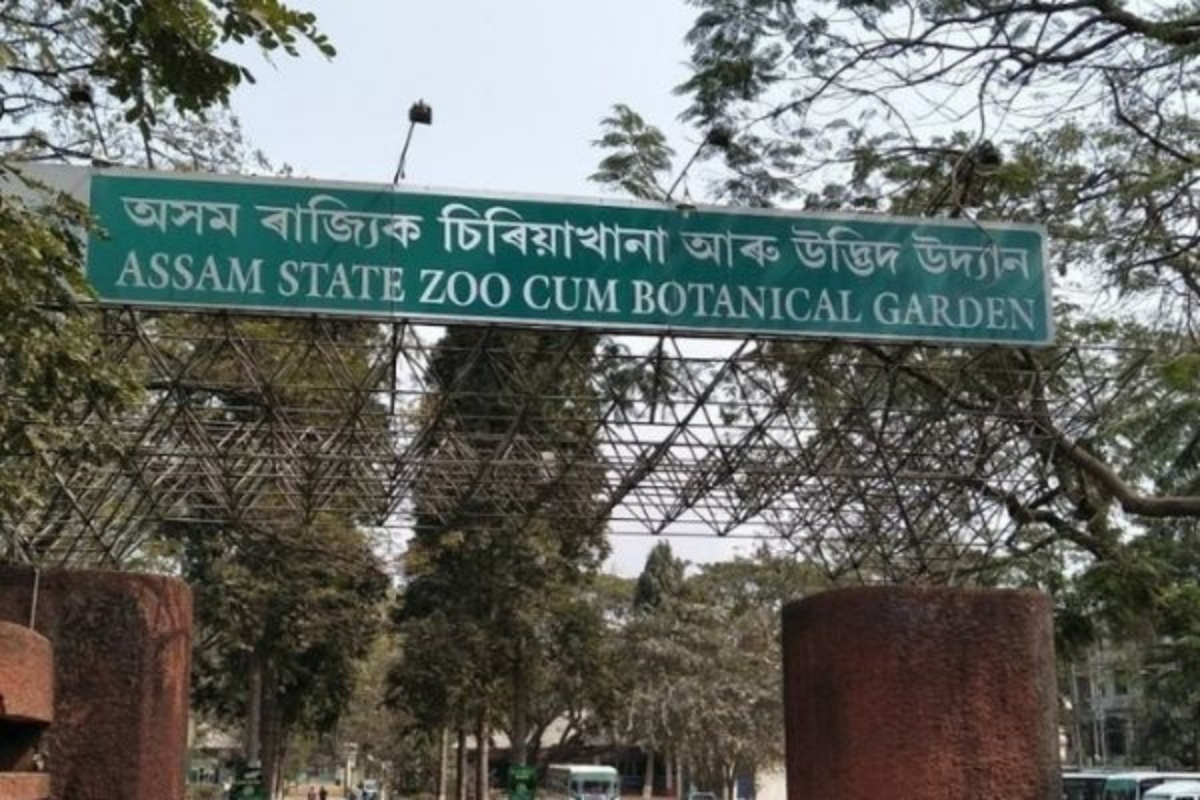 অসম ৰাজ্যিক চিৰিয়াখানা আৰু উদ্ভিদ উদ্যান
ASSAM STATE ZOO CUM BOTANICAL GARDEN